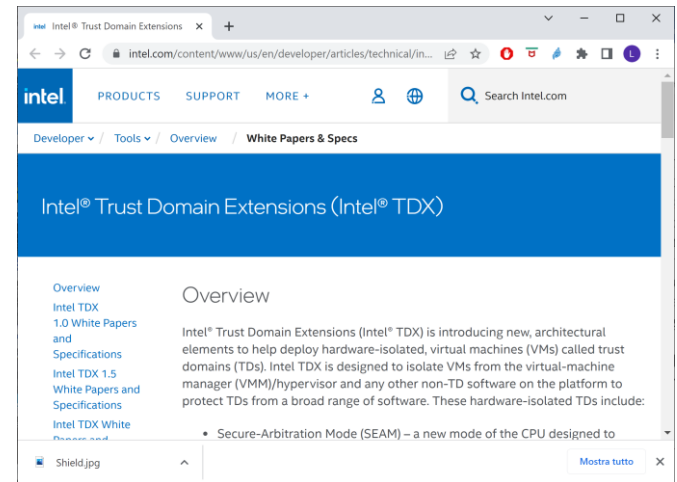 intel Intel® Trust Domain Extensions
intel.com/content/www/us/en/developer/articles/technical/in...
L
intel. PRODUCTS SUPPORT MORE + Search Intel.com
Developer / Tools / Overview / White Papers & Specs
Intel® Trust Domain Extensions (Intel® TDX)
Overview
Intel TDX
1.0 White Papers
and
Specifications
Intel TDX 1.5
White Papers and
Specifications
Intel TDX White
Papers and
Overview
Intel® Trust Domain Extensions (Intel® TDX) is introducing new, architectural
elements to help deploy hardware-isolated, virtual machines (VMs) called trust
domains (TDs). Intel TDX is designed to isolate VMs from the virtual-machine
manager (VMM)/hypervisor and any other non-TD software on the platform to
protect TDs from a broad range of software. These hardware-isolated TDs include:
• Secure-Arbitration Mode (SEAM) – a new mode of the CPU designed to
Shield.jpg
Mostra tutto